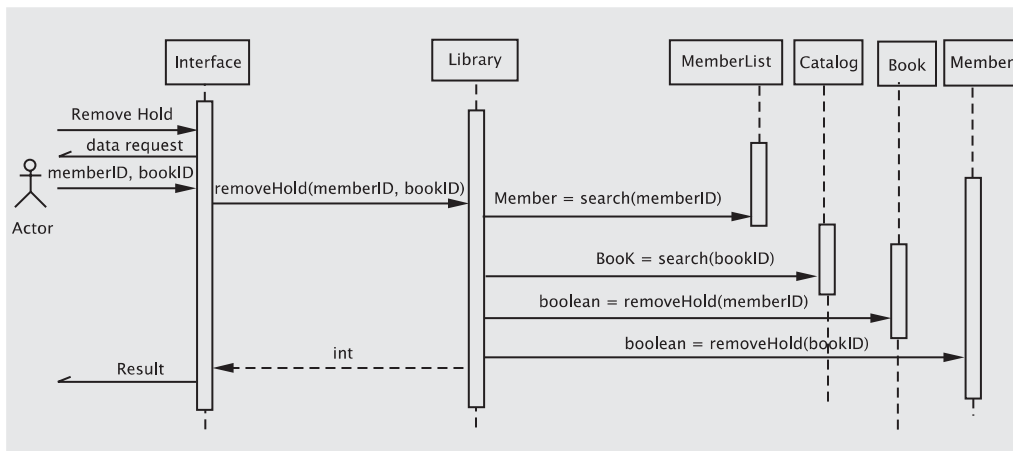 Interface
Library
MemberList
Catalog
Book
Member
Remove Hold
data request
memberID, bookID
removeHold(memberID, bookID)
Actor
Member = search(memberID)
BooK = search(bookID)
boolean = removeHold(memberID)
boolean = removeHold(bookID)
int
Result